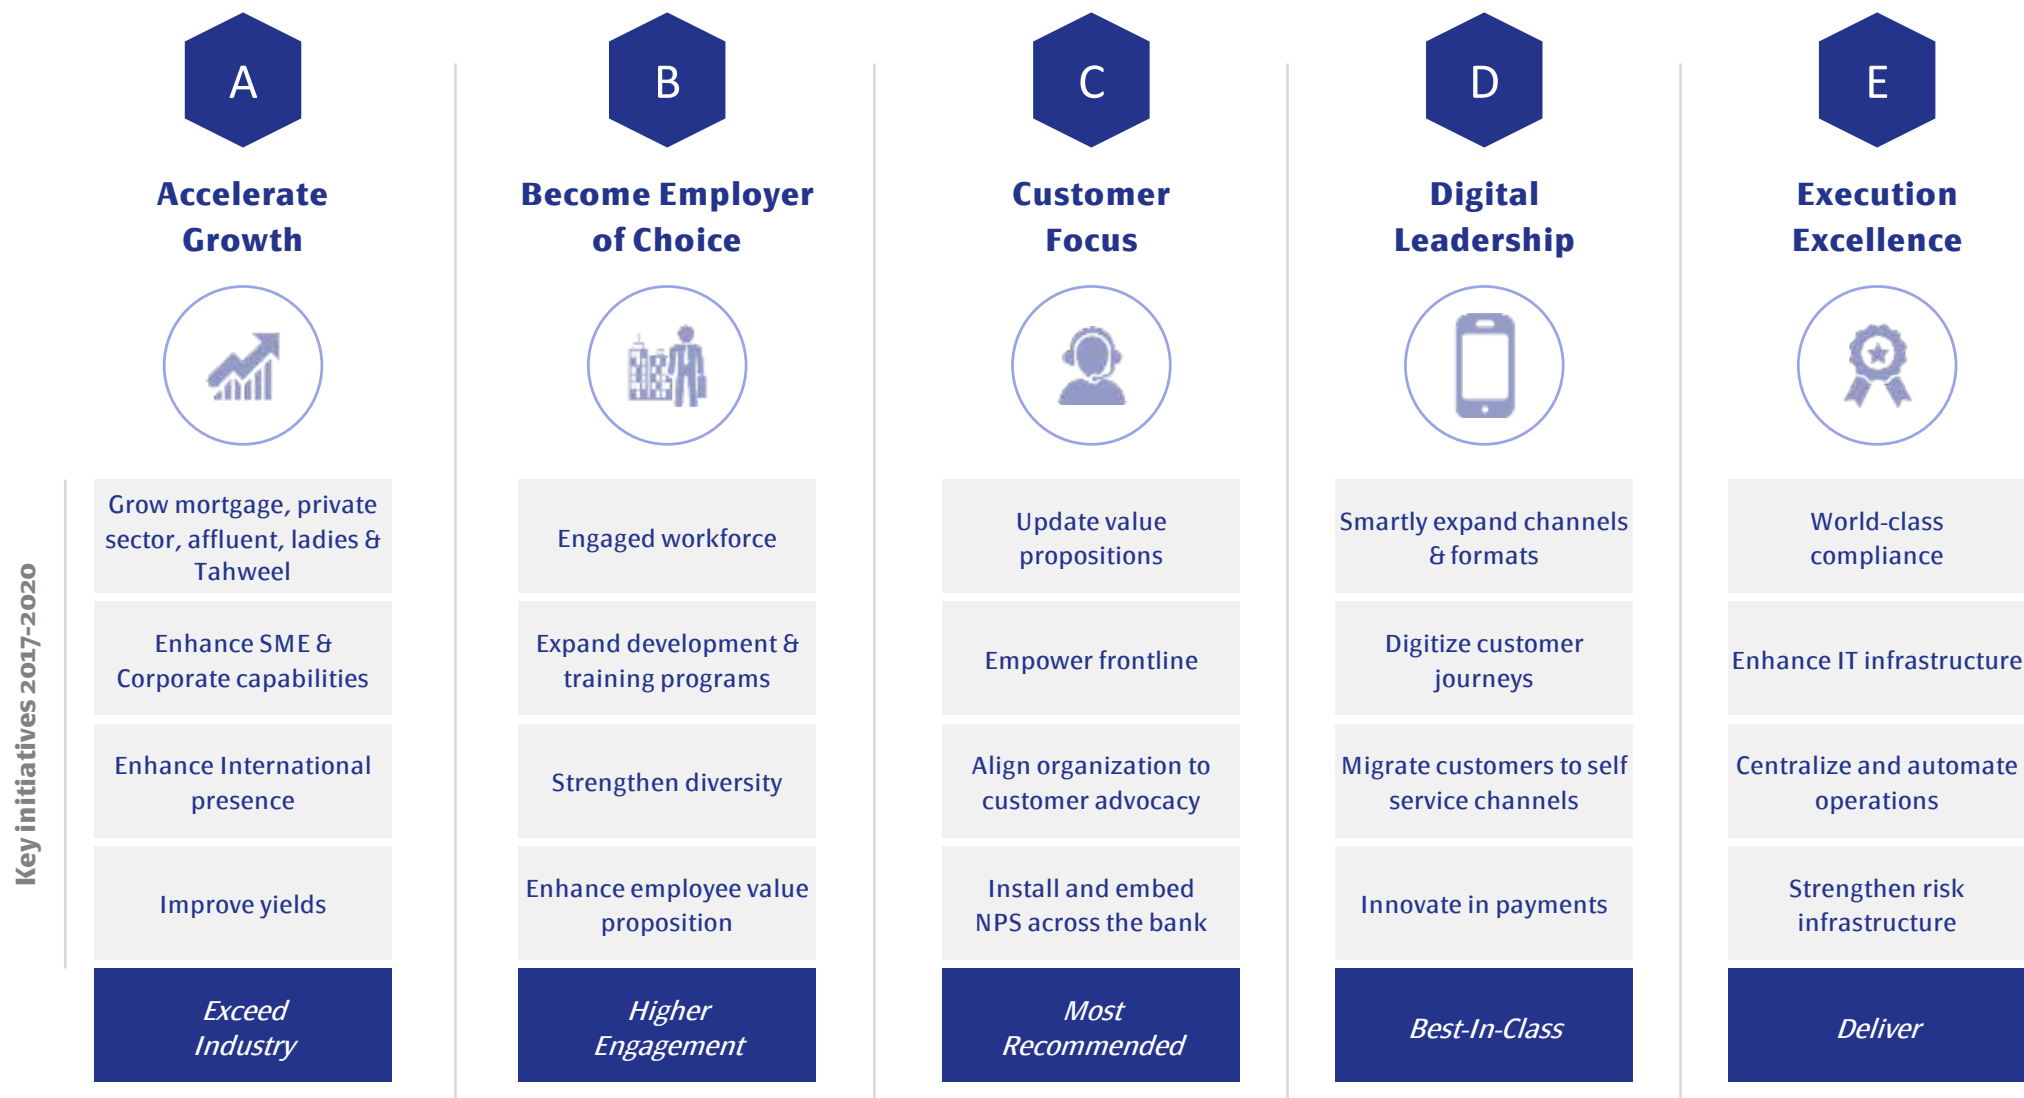 A
Accelerate
Growth
B
Become Employer
of Choice
C
Customer
Focus
D
Digital
Leadership
E
Execution
Excellence
Key initiatives 2017-2020
Grow mortgage, private
sector, affluent, ladies &
Tahweel
Enhance SME &
Corporate capabilities
Enhance International
presence
Improve yields
Exceed
Industry
Engaged workforce
Expand development &
training programs
Strengthen diversity
Enhance employee value
proposition
Higher
Engagement
Update value
propositions
Empower frontline
Align organization to
customer advocacy
Install and embed
NPS across the bank
Most
Recommended
Smartly expand channels
& formats
Digitize customer
journeys
Migrate customers to self
service channels
Innovate in payments
Best-In-Class
World-class
compliance
Enhance IT infrastructure
Centralize and automate
operations
Strengthen risk
infrastructure
Deliver